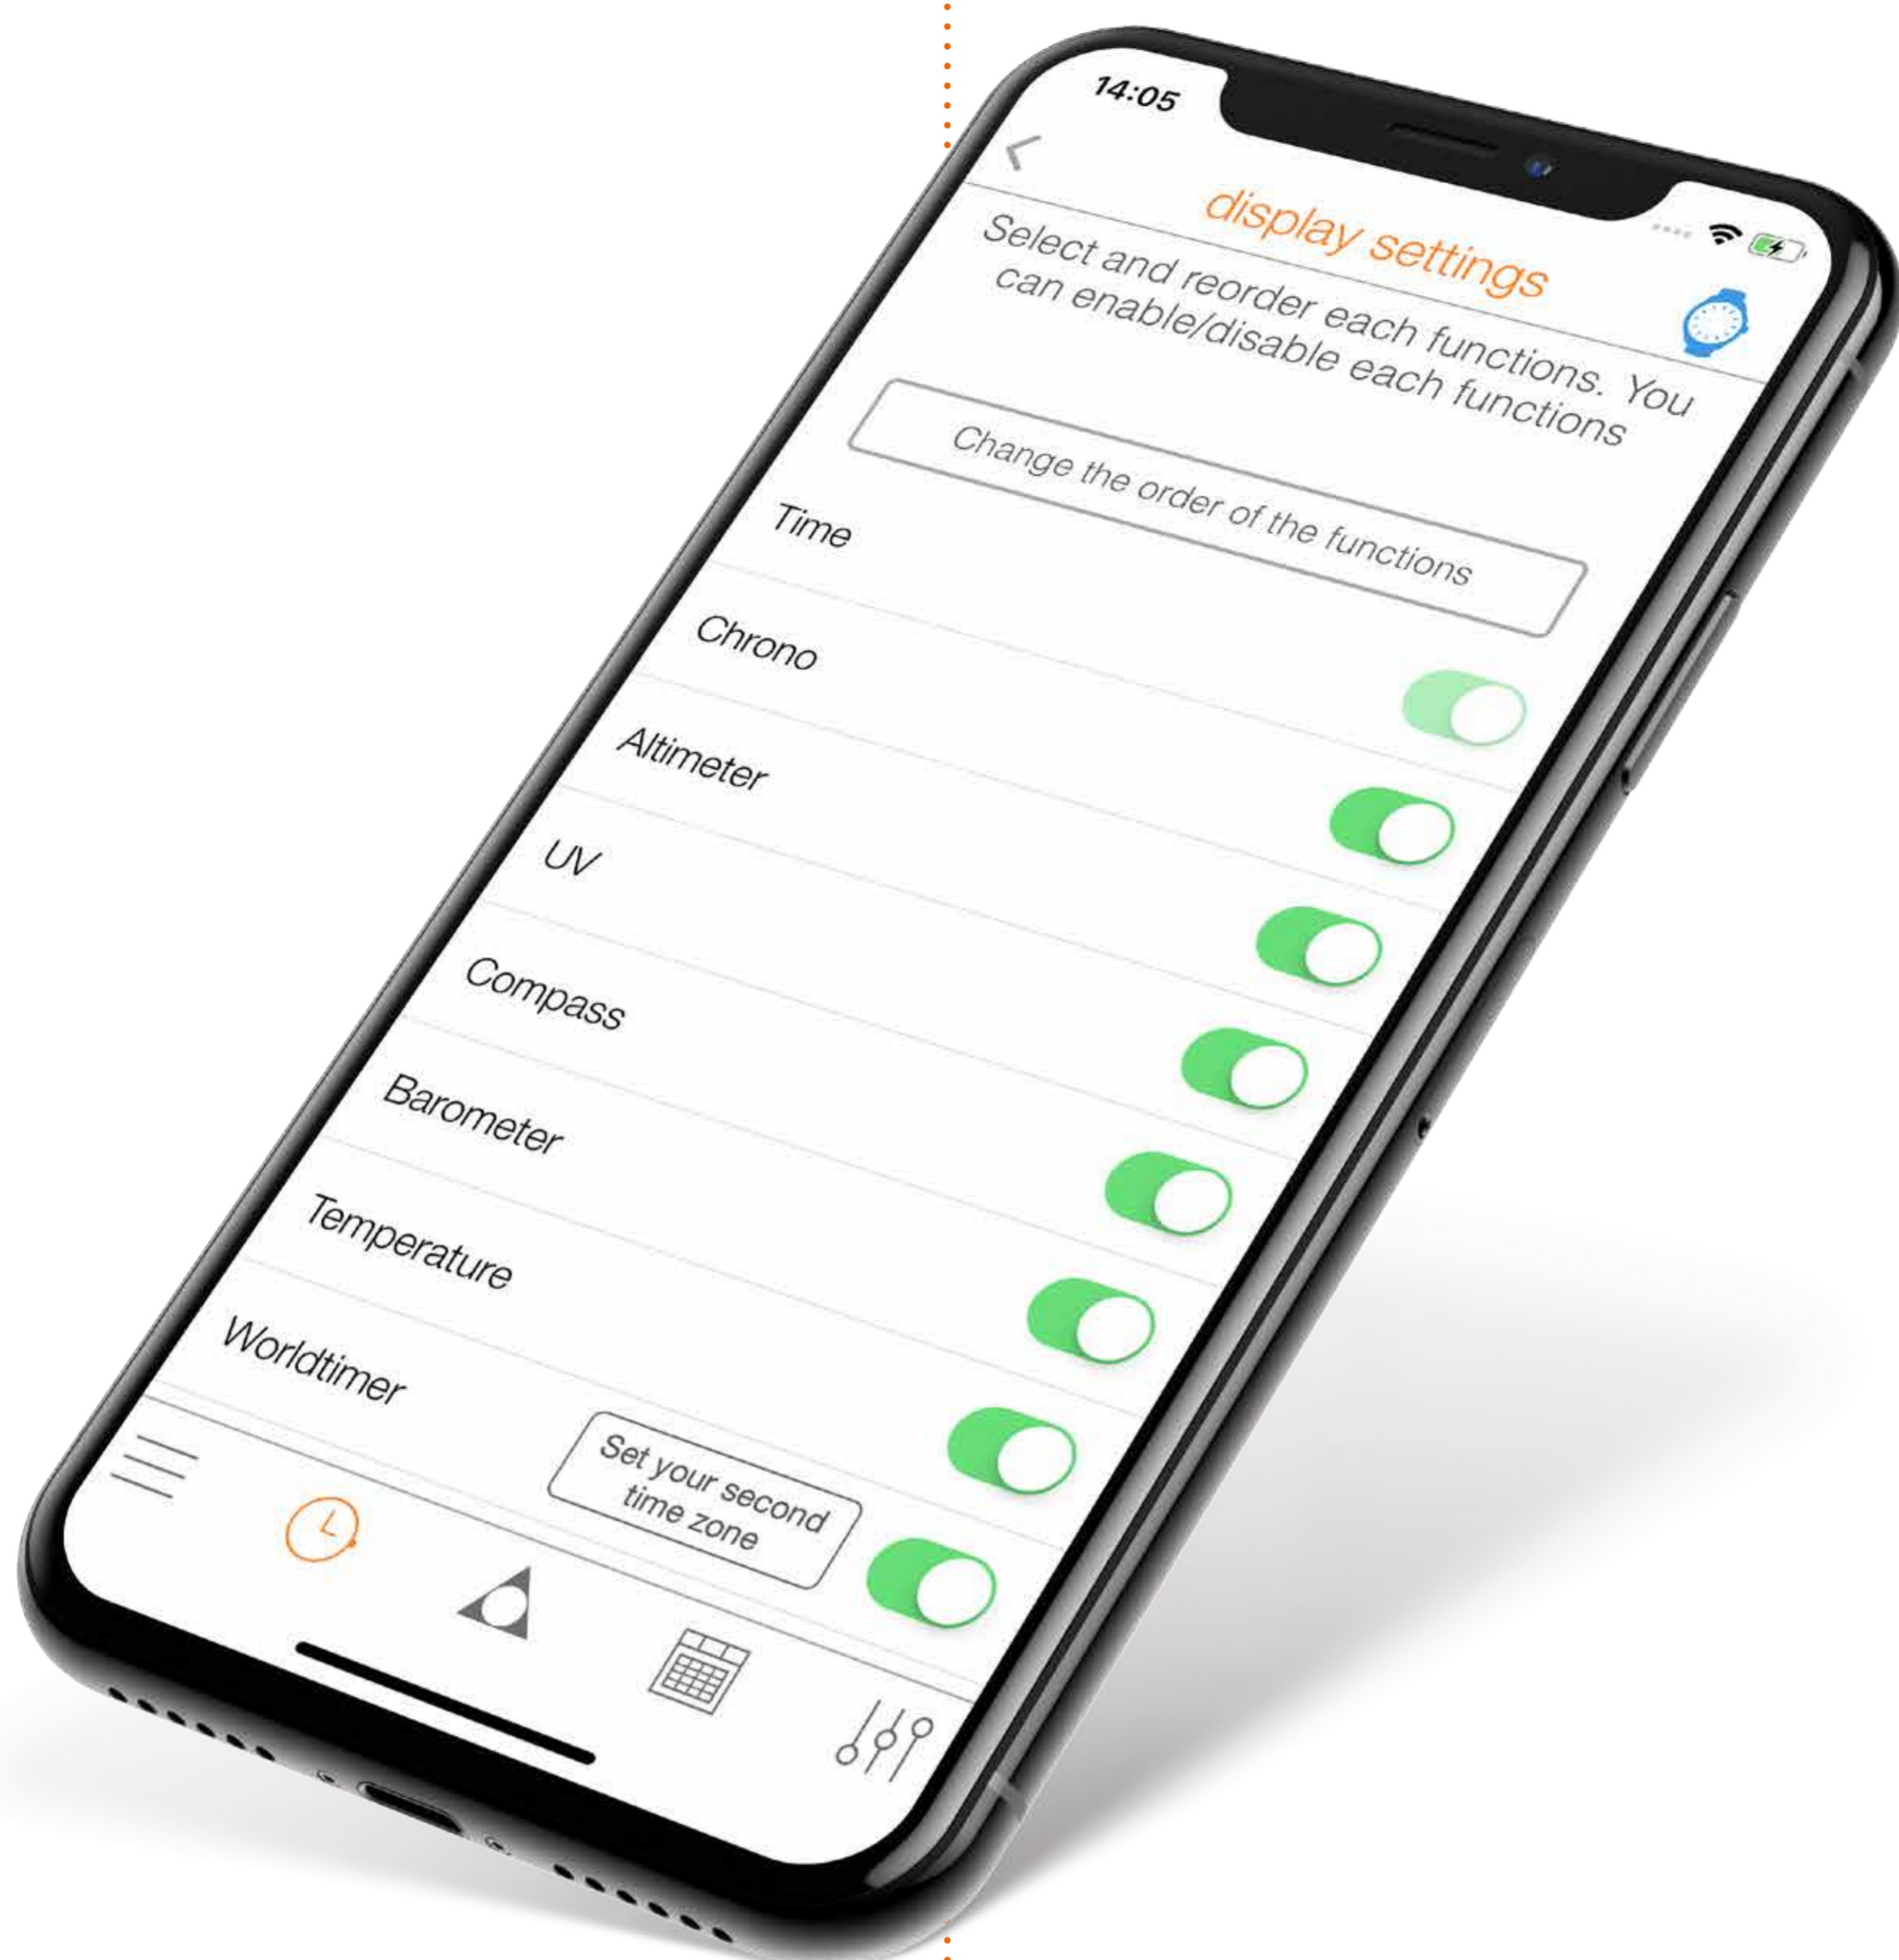 14:05
display settings
Select and reorder each functions. You
can enable/disable each functions
Change the order of the functions
Time
Chrono
Altimeter
UV
Compass
Barometer
Temperature
Worldtimer
Set your second
time zone